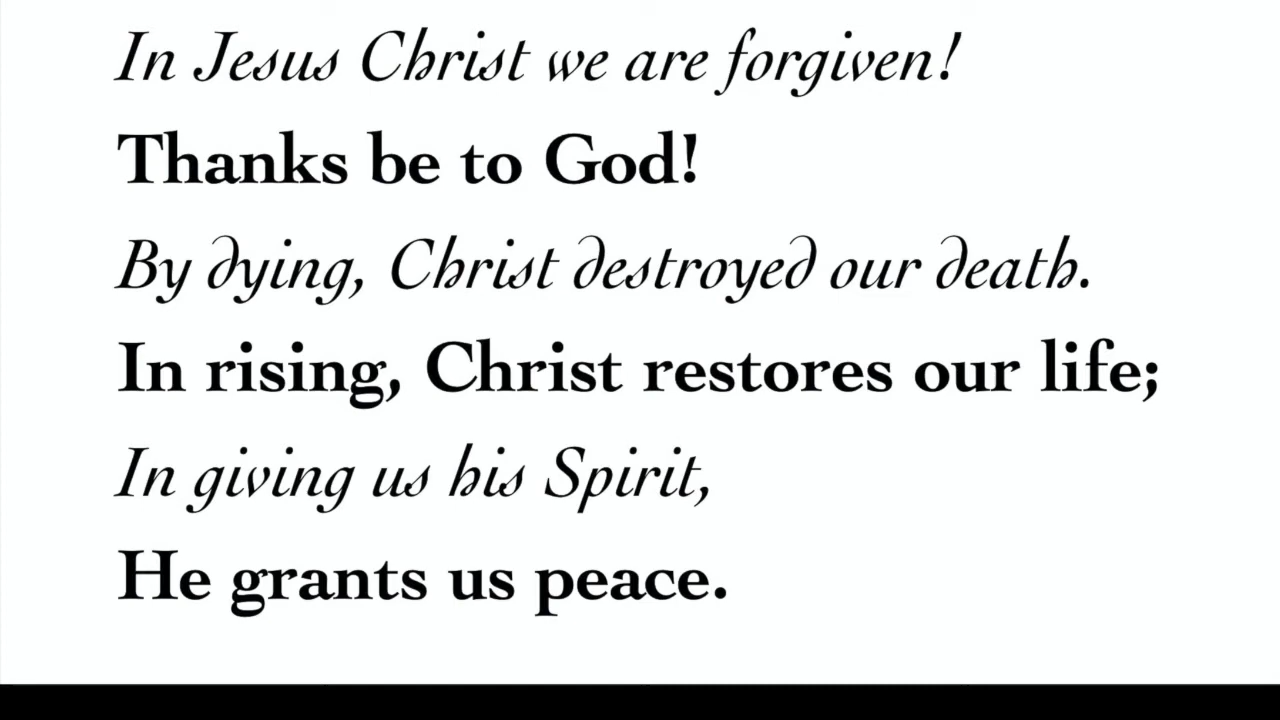 In Jesus Christ we are forgiven!
Thanks be to God!
By dying, Christ destroyed our death.
In rising, Christ restores our life;
In giving us his Spirit,
He grants us peace.